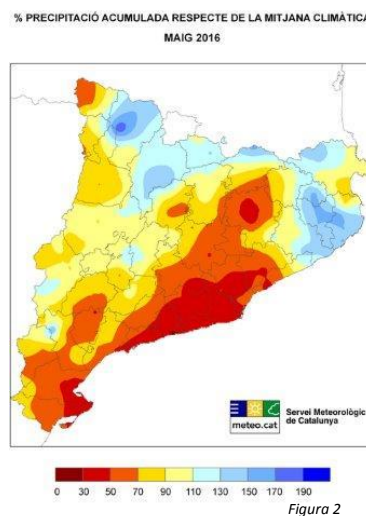 % PRECIPITACIÓ ACUMULADA RESPECTE DE LA MITJANA CLIMÀTICA
MAIG 2016
meteo.cat
Servei Meteorològic
de Catalunya
0 30 50 70 90 110 130 150 170 190
Figura 2